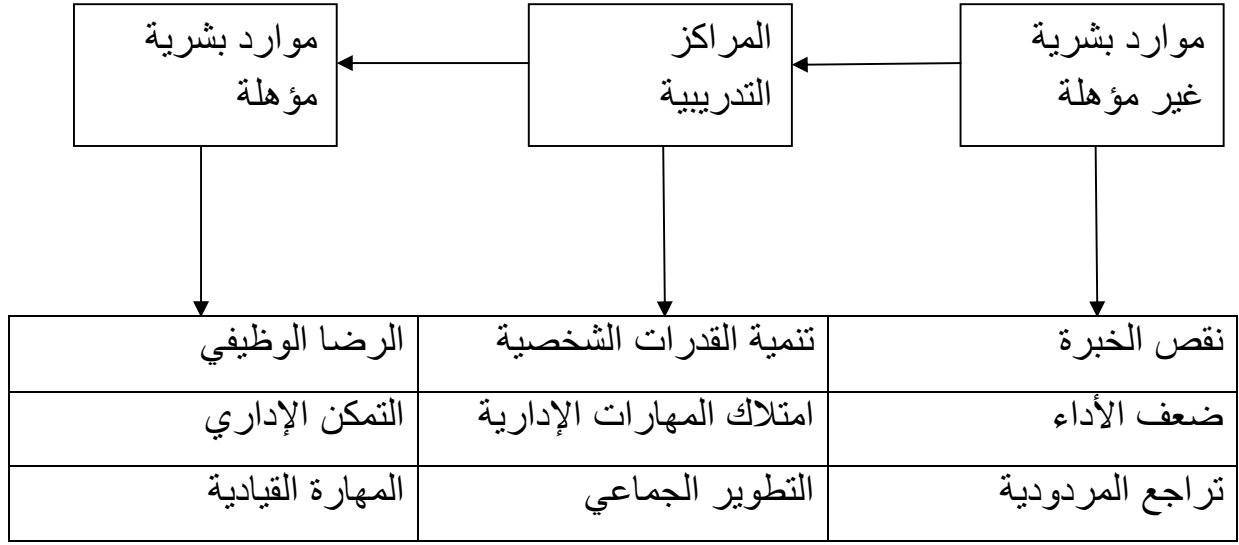 موارد بشرية
غير مؤهلة
المراكز
التدريبية
موارد بشرية
مؤهلة
نقص الخبرة
تنمية القدرات الشخصية
الرضا الوظيفي
ضعف الأداء
امتلاك المهارات الإدارية
التمكن الإداري
تراجع المردودية
التطوير الجماعي
المهارة القيادية